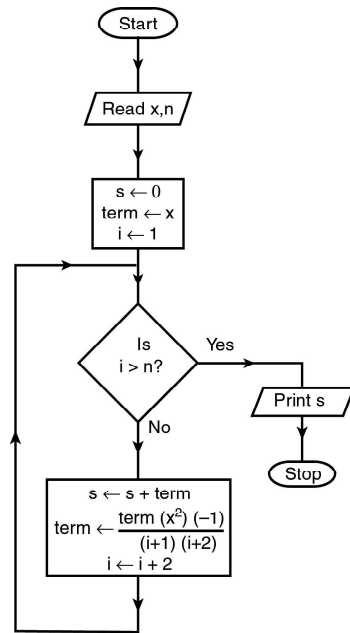 Start
Read x,n
s ← 0
term ← x
i ← 1
Is
i > n?
Yes
Print s
Stop
No
s ← s + term
term ← term (x²) (−1)
(i+1) (i+2)
i ← i + 2